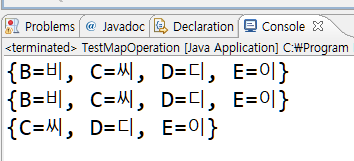 Problems @ Javadoc Declaration Console
<terminated> TestMapOperation [Java Application] C:₩Program
{B=비, C=씨, D=디, E=이}
{B=비, C=씨, D=디, E=이}
{C=씨, D=디, E=이}